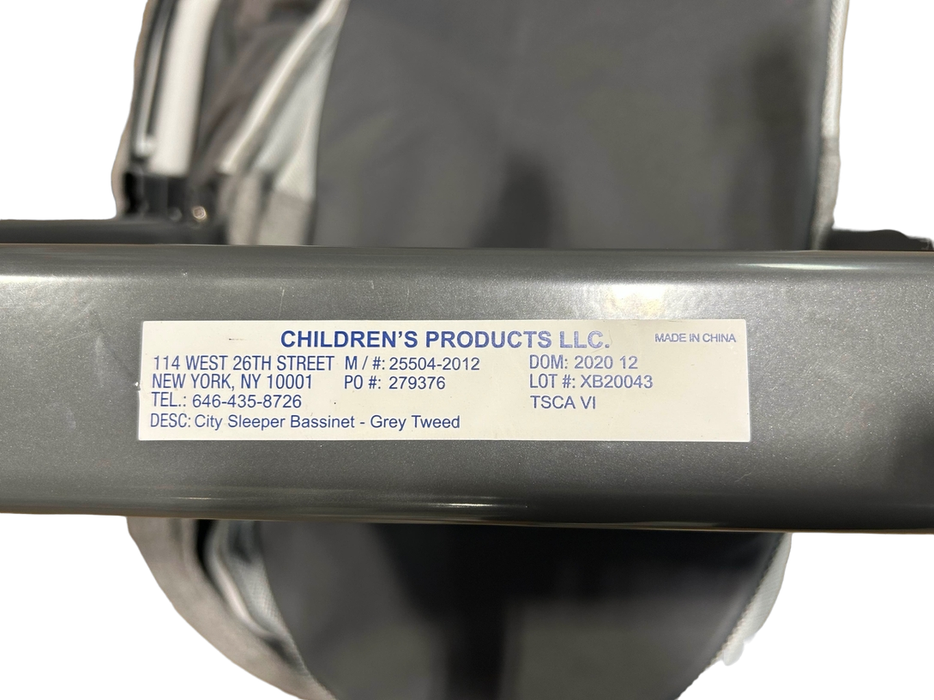 CHILDREN'S PRODUCTS LLC. MADE IN CHINA
114 WEST 26TH STREET M / #: 25504-2012 DOM: 2020 12
NEW YORK, NY 10001 PO #: 279376 LOT #: XB20043
TEL.: 646-435-8726 TSCA VI
DESC: City Sleeper Bassinet - Grey Tweed